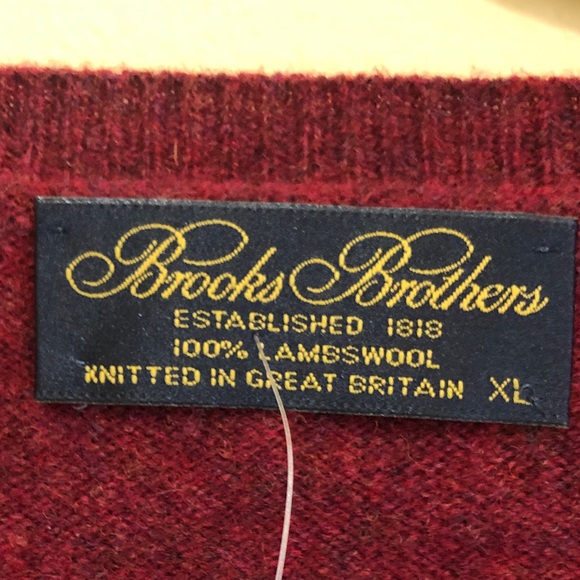 Brooks Brothers
ESTABLISHED 1818
100% LAMBSWOOL
KNITTED IN GREAT BRITAIN XL